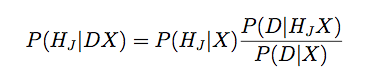 P(H_J|DX) = P(H_J|X) \frac{P(D|H_J X)}{P(D|X)}